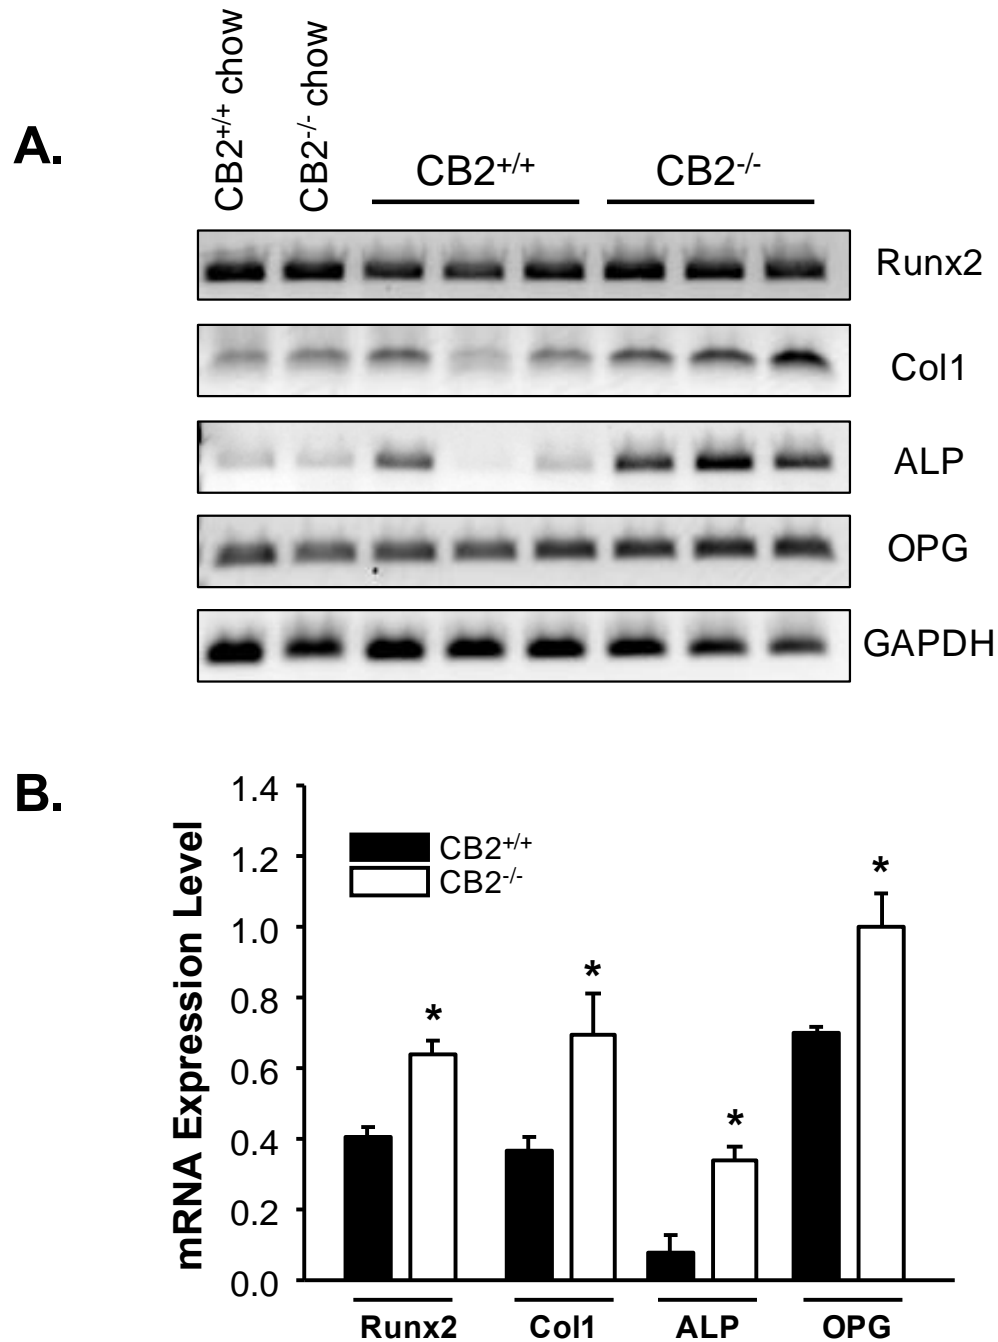 A.
CB2+/+ chow
CB2-/- chow
CB2+/+
CB2-/-
Runx2
Col1
ALP
OPG
GAPDH
B.
mRNA Expression Level
1.4
1.2
1.0
0.8
0.6
0.4
0.2
0.0
CB2+/+
CB2-/-
*
*
*
*
Runx2 Col1 ALP OPG